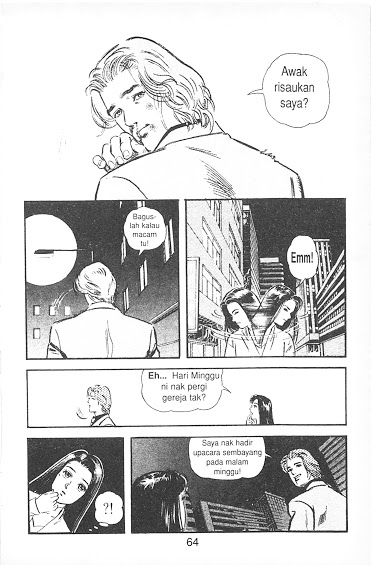 Awak
risaukan
saya?
Bagus-
lah kalau
macam
tu!
Emm!
Eh... Hari Minggu
ni nak pergi
gereja tak?
?!
Saya nak hadir
upacara sembayang
pada malam
minggu!
64